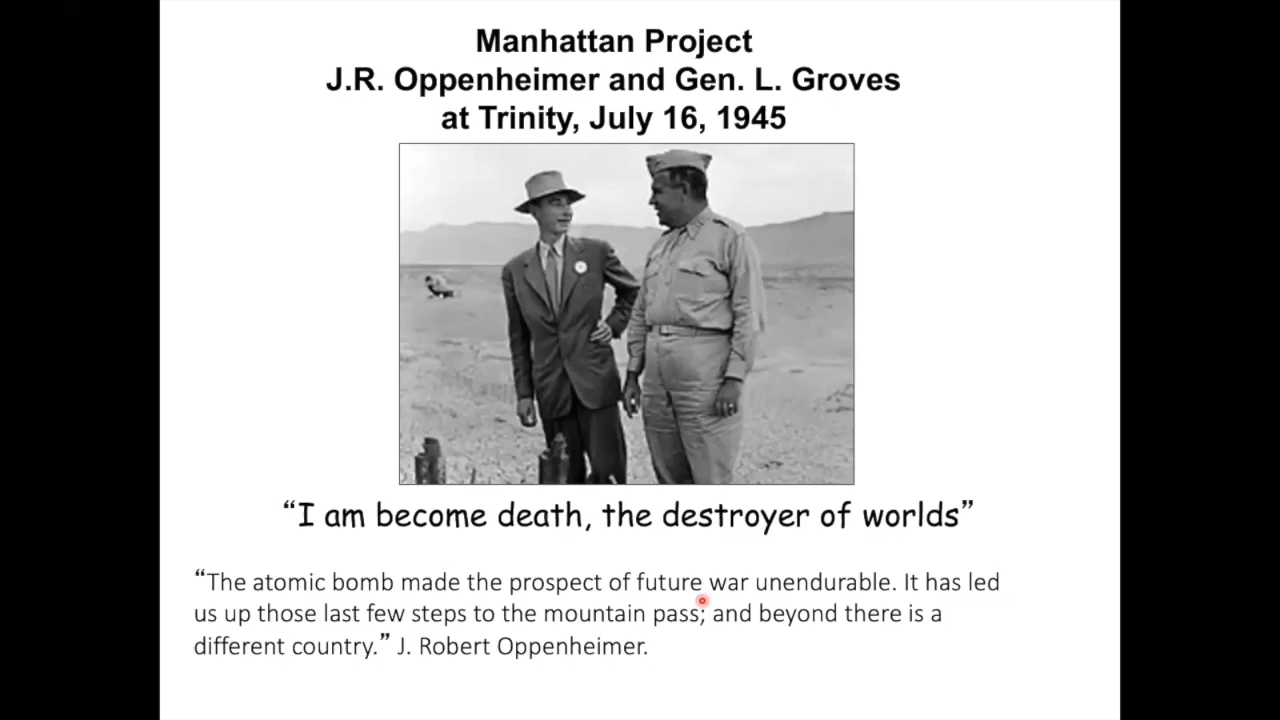 Manhattan Project
J.R. Oppenheimer and Gen. L. Groves
at Trinity, July 16, 1945
“I am become death, the destroyer of worlds”
“The atomic bomb made the prospect of future war unendurable. It has led
us up those last few steps to the mountain pass; and beyond there is a
different country.” J. Robert Oppenheimer.